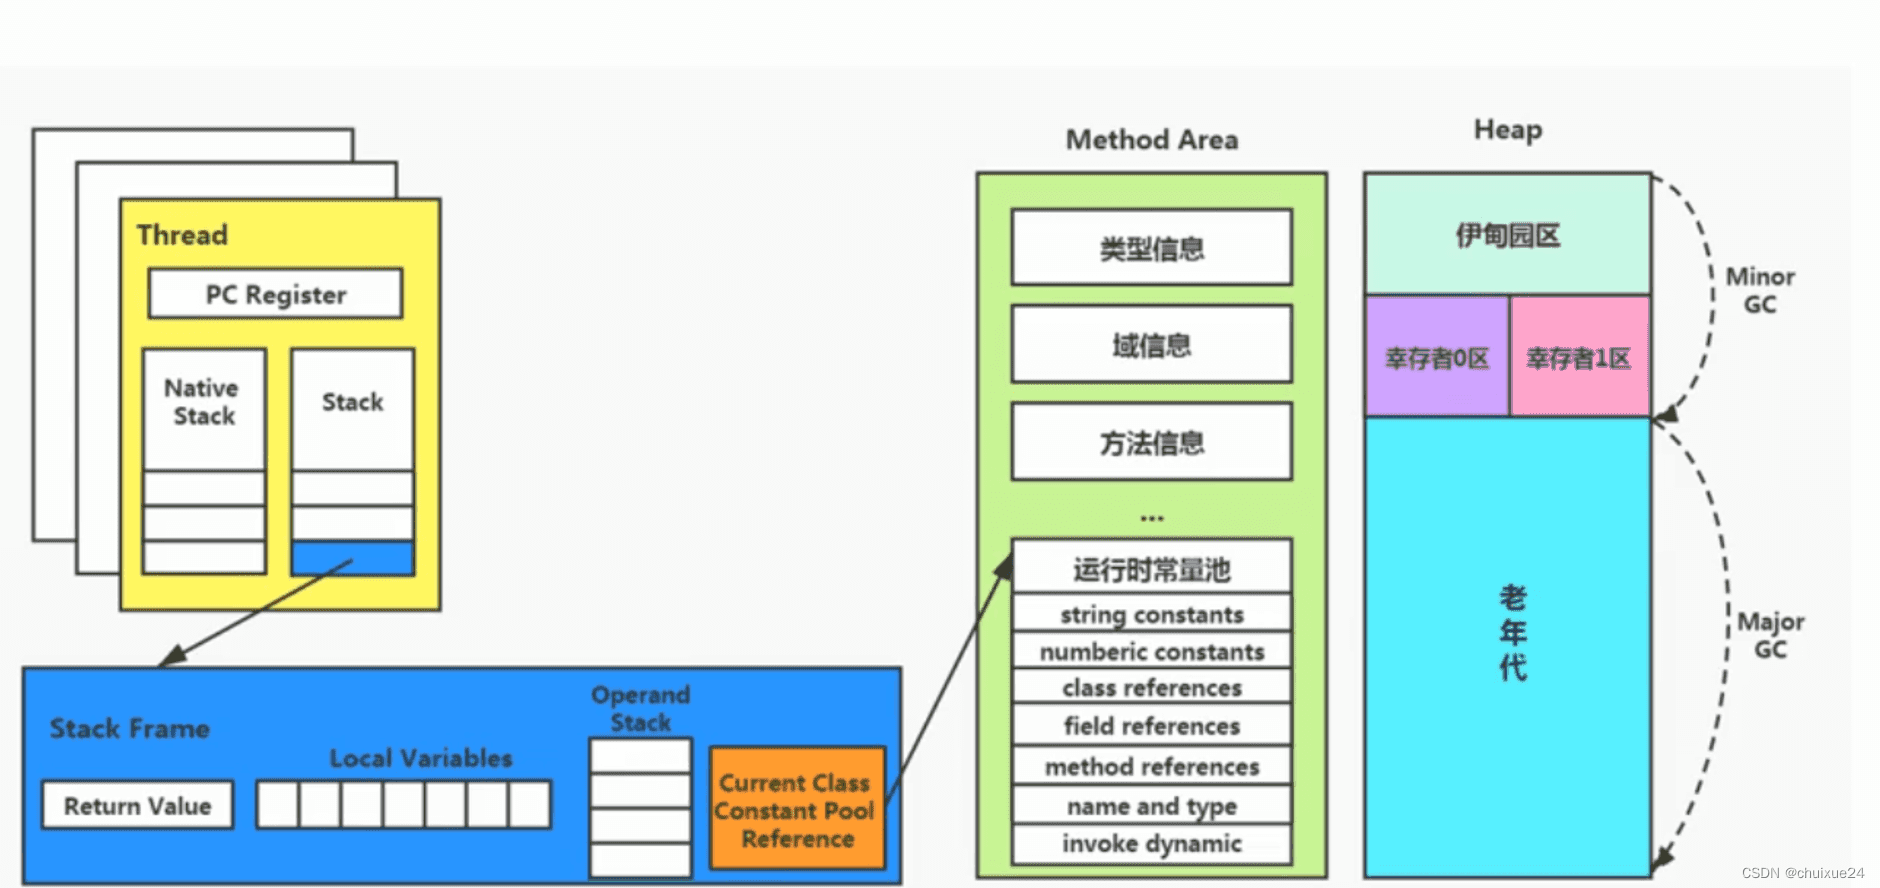 Thread
PC Register
Native
Stack
Stack
Stack Frame
Return Value
Local Variables
Operand
Stack
Current Class
Constant Pool
Reference
Method Area
类型信息
域信息
方法信息
...
运行时常量池
string constants
numberic constants
class references
field references
method references
name and type
invoke dynamic
Heap
伊甸园区
幸存者0区
幸存者1区
老
年
代
Minor
GC
Major
GC
CSDN @chuixue24